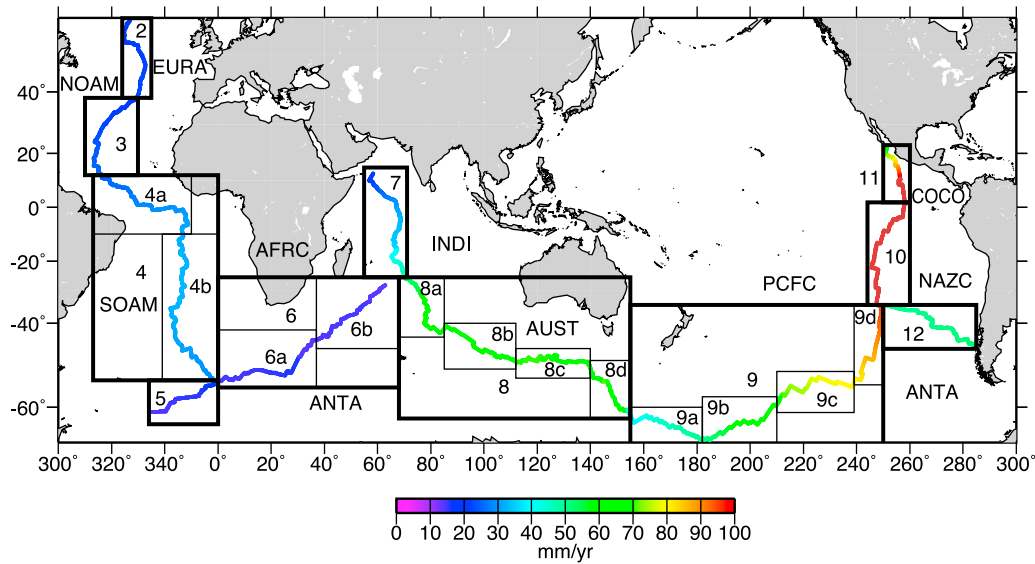 2
EURA
NOAM
40°
3
20°
7
11
4a
COCO
0°
AFRC
INDI
10
4
PCFC
NAZC
−20°
8a
SOAM
4b
6
9d
6b
8b
AUST
12
−40°
6a
8c
8d
9
5
8
ANTA
9b
9c
ANTA
9a
−60°
300° 320° 340° 0° 20° 40° 60° 80° 100° 120° 140° 160° 180° 200° 220° 240° 260° 280° 300°
0 10 20 30 40 50 60 70 80 90 100
mm/yr